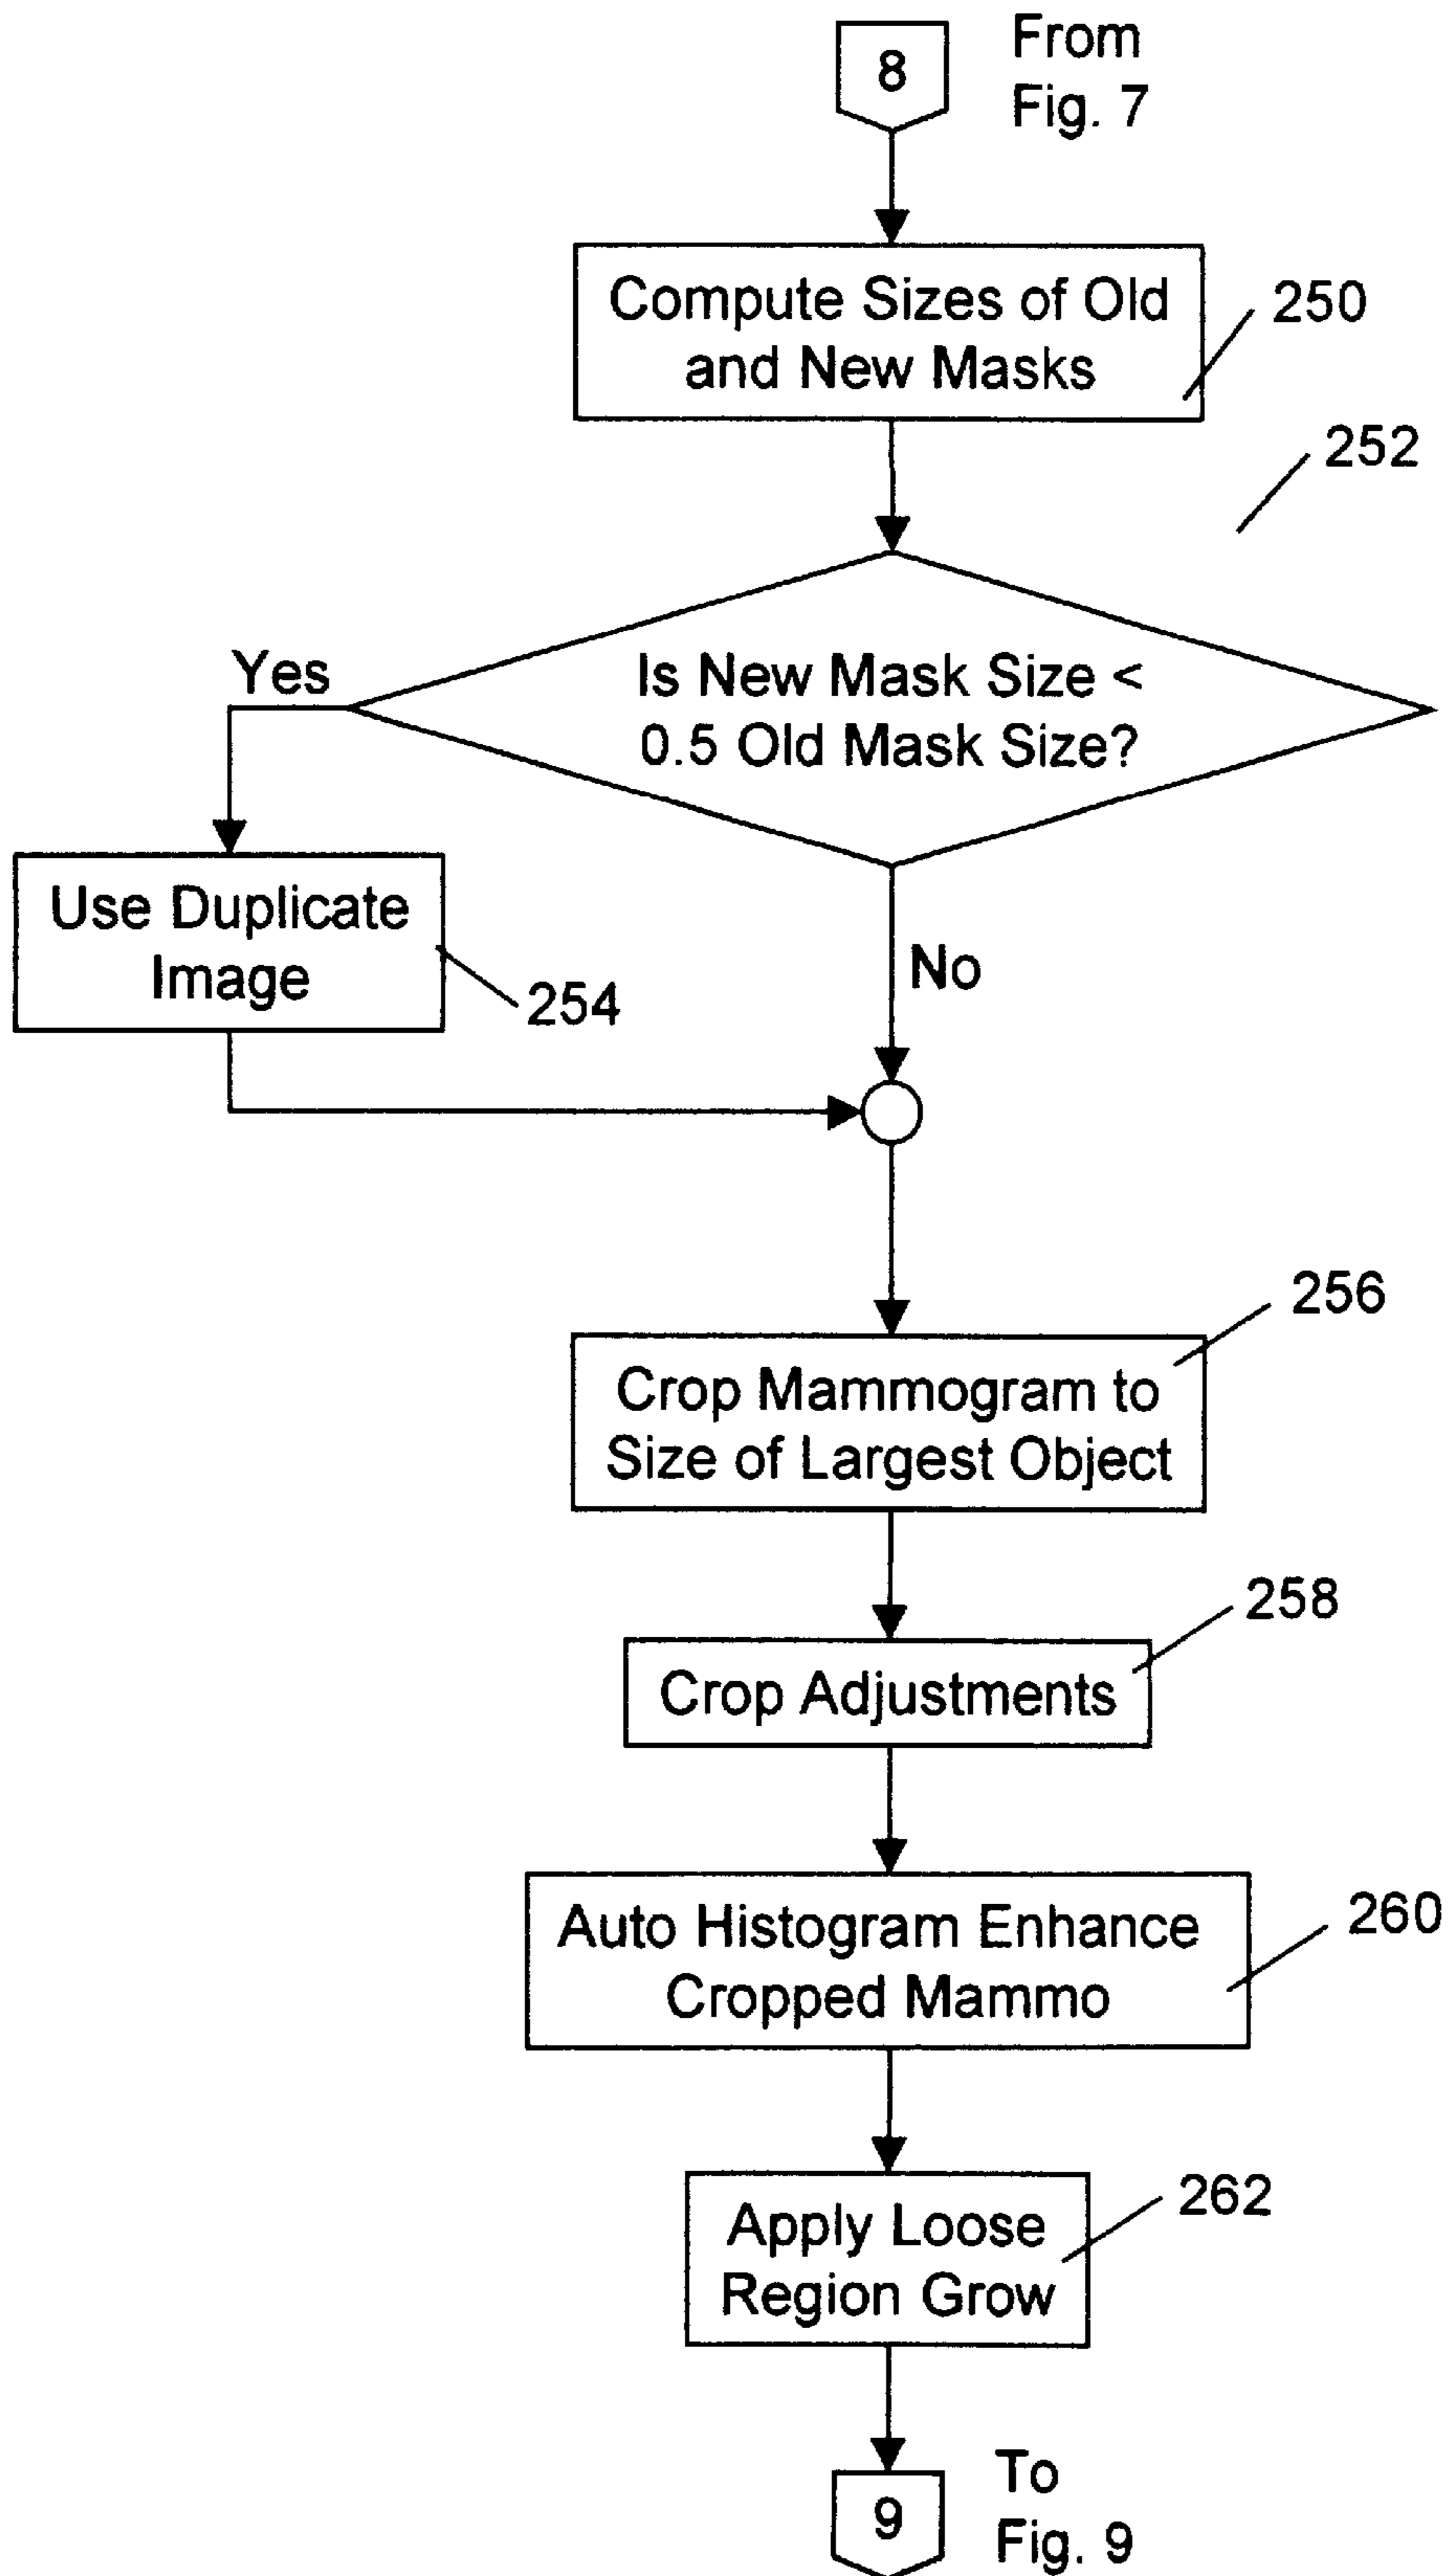 8
From
Fig. 7
Compute Sizes of Old
and New Masks
250
252
Is New Mask Size <
0.5 Old Mask Size?
Yes
Use Duplicate
Image
254
No
256
Crop Mammogram to
Size of Largest Object
258
Crop Adjustments
Auto Histogram Enhance
Cropped Mammo
260
Apply Loose
Region Grow
262
9
To
Fig. 9